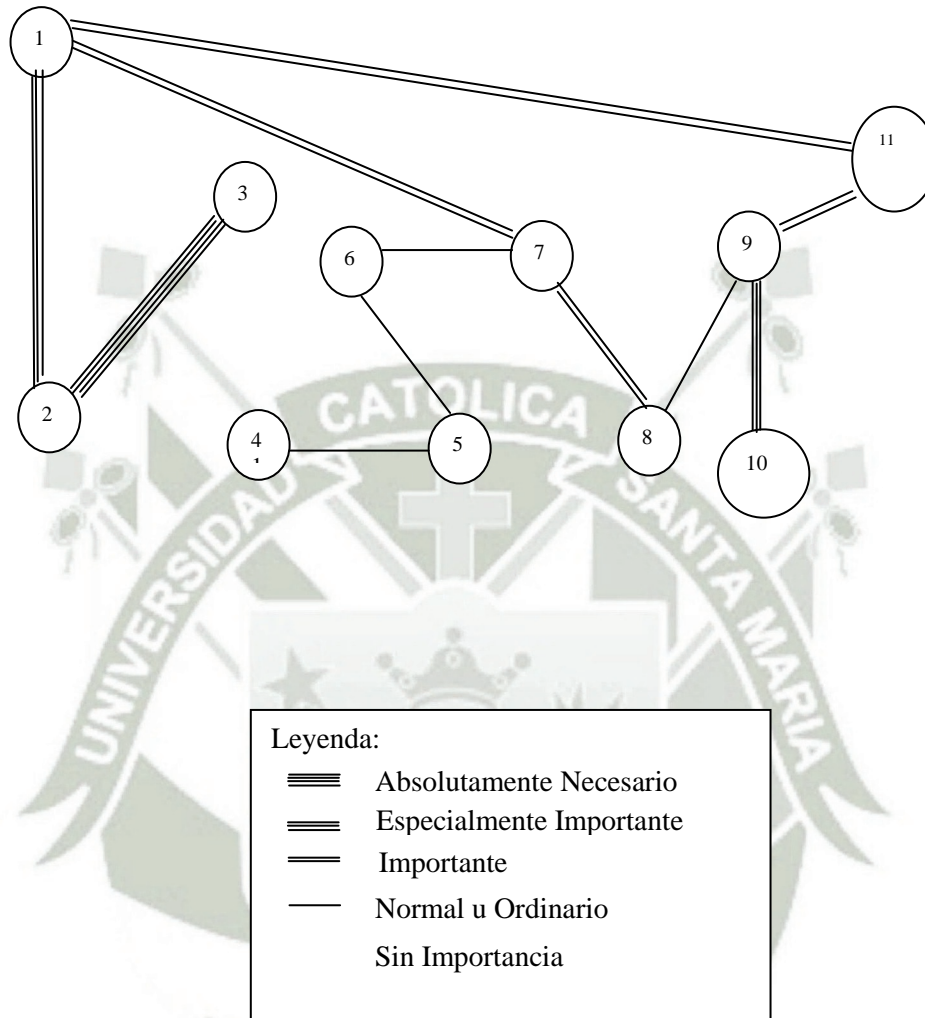 1
11
3
9
7
6
2
4
5
8
10
CATOLICA
UNIVERSIDAD
SANTA MARIA
Leyenda:
Absolutamente Necesario
Especialmente Importante
Importante
Normal u Ordinario
Sin Importancia